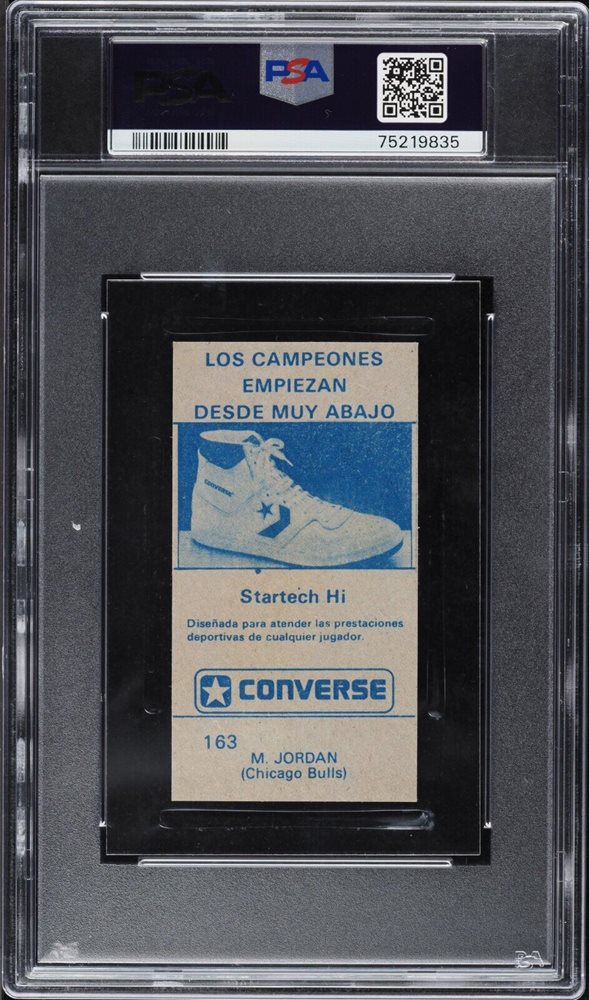 PSA
PSA
75219835
LOS CAMPEONES
EMPIEZAN
DESDE MUY ABAJO
CONVERSE
Startech Hi
Diseñada para atender las prestaciones
deportivas de cualquier jugador.
CONVERSE
163
M. JORDAN
(Chicago Bulls)